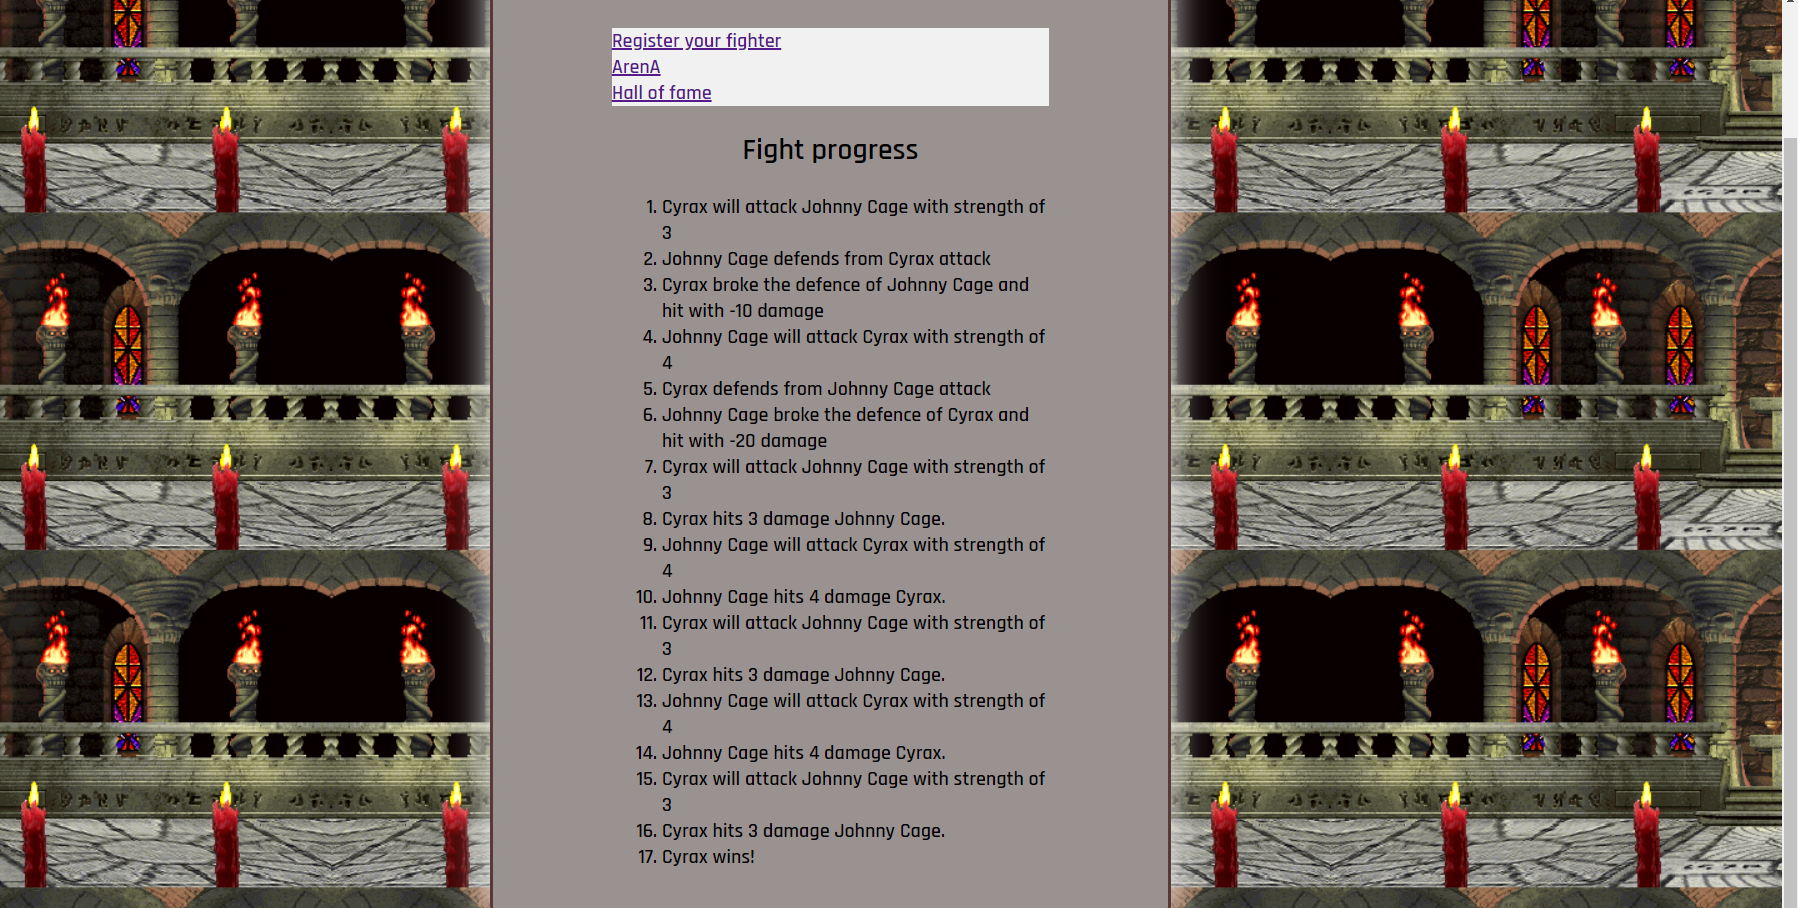 Register your fighter
ArenA
Hall of fame
Fight progress
1. Cyrax will attack Johnny Cage with strength of
3
2. Johnny Cage defends from Cyrax attack
3. Cyrax broke the defence of Johnny Cage and
hit with -10 damage
4. Johnny Cage will attack Cyrax with strength of
4
5. Cyrax defends from Johnny Cage attack
6. Johnny Cage broke the defence of Cyrax and
hit with -20 damage
7. Cyrax will attack Johnny Cage with strength of
3
8. Cyrax hits 3 damage Johnny Cage.
9. Johnny Cage will attack Cyrax with strength of
4
10. Johnny Cage hits 4 damage Cyrax.
11. Cyrax will attack Johnny Cage with strength of
3
12. Cyrax hits 3 damage Johnny Cage.
13. Johnny Cage will attack Cyrax with strength of
4
14. Johnny Cage hits 4 damage Cyrax.
15. Cyrax will attack Johnny Cage with strength of
3
16. Cyrax hits 3 damage Johnny Cage.
17. Cyrax wins!